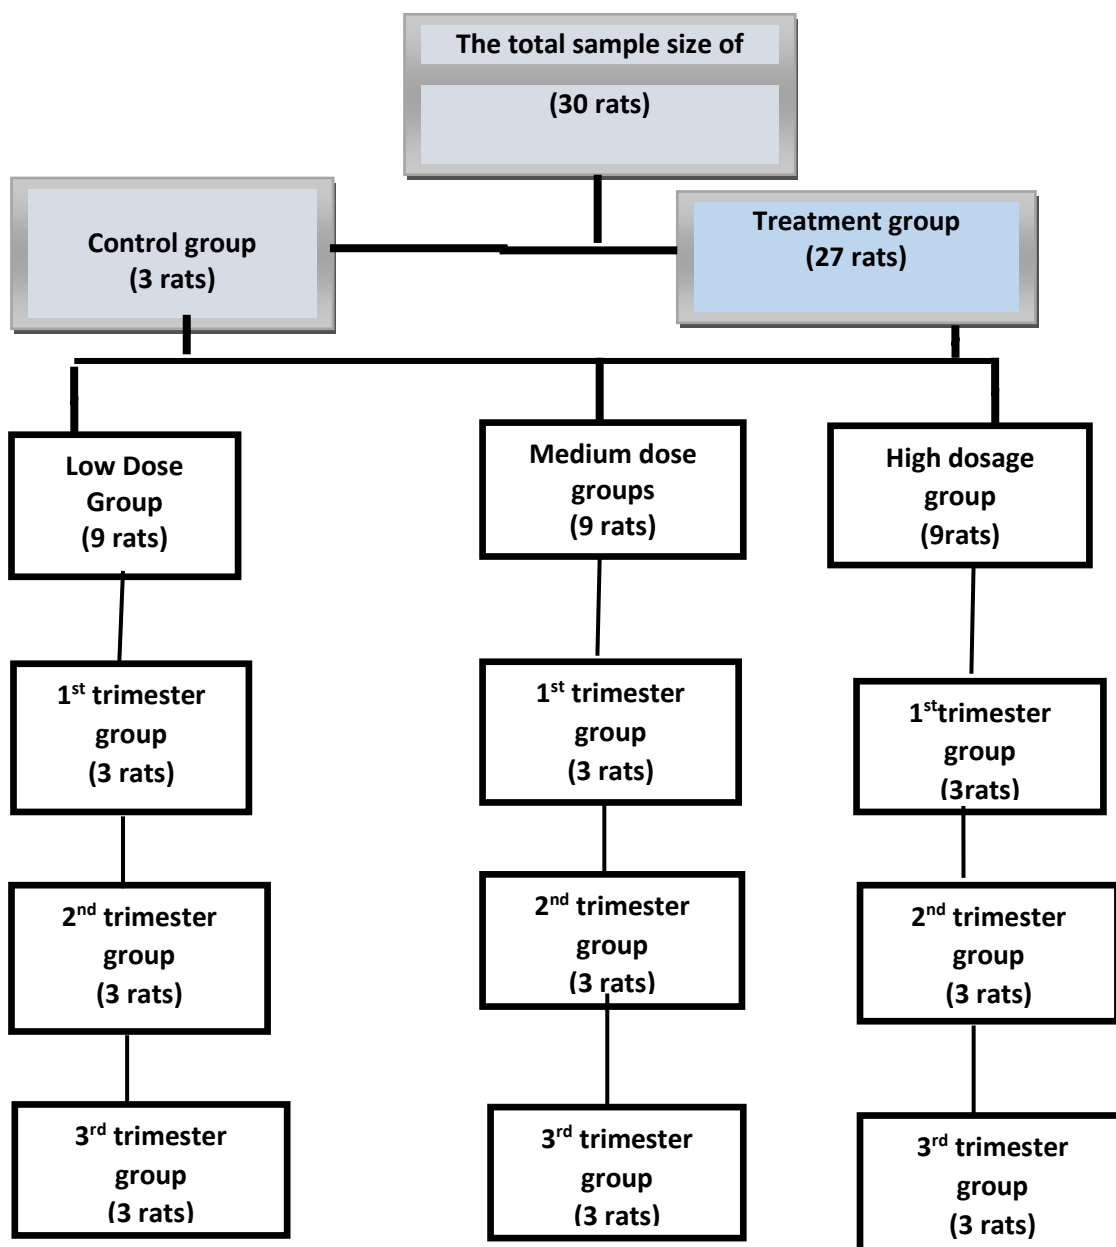 The total sample size of
(30 rats)
Control group
(3 rats)
Treatment group
(27 rats)
Low Dose
Group
(9 rats)
Medium dose
groups
(9 rats)
High dosage
group
(9rats)
1st trimester
group
(3 rats)
1st trimester
group
(3 rats)
1sttrimester
group
(3rats)
2nd trimester
group
(3 rats)
2nd trimester
group
(3 rats)
2nd trimester
group
(3 rats)
3rd trimester
group
(3 rats)
3rd trimester
group
(3 rats)
3rd trimester
group
(3 rats)